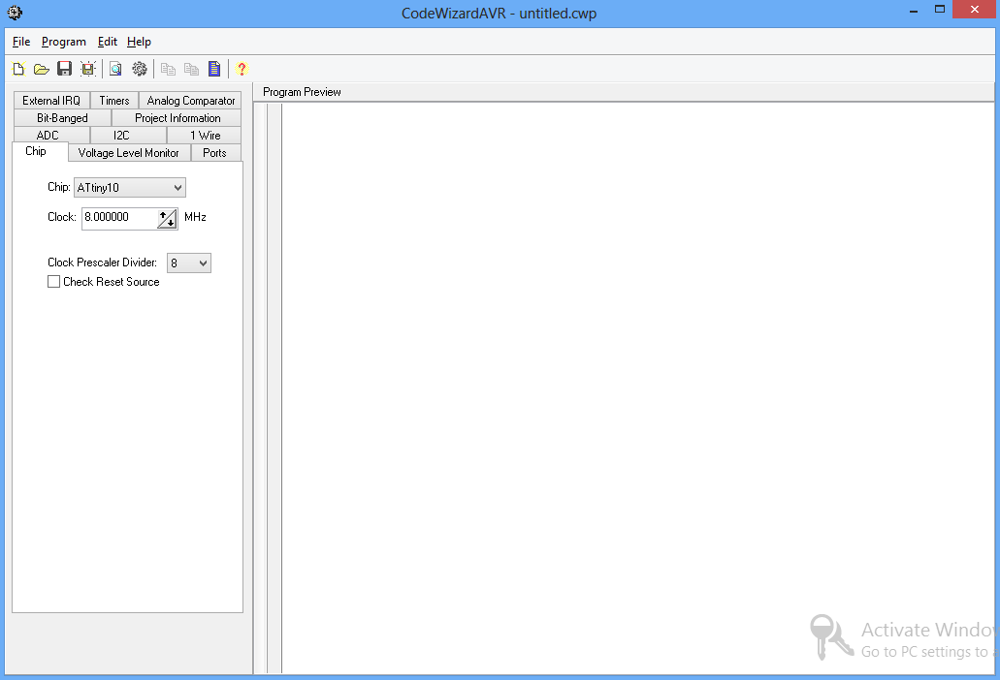 CodeWizardAVR - untitled.cwp
File Program Edit Help
?
Program Preview
External IRQ Timers Analog Comparator
Bit-Banged Project Information
ADC I2C 1 Wire
Chip Voltage Level Monitor Ports
Chip: ATtiny10
Clock: 8.000000 MHz
Clock Prescaler Divider: 8
Check Reset Source
Activate Windo
Go to PC settings to